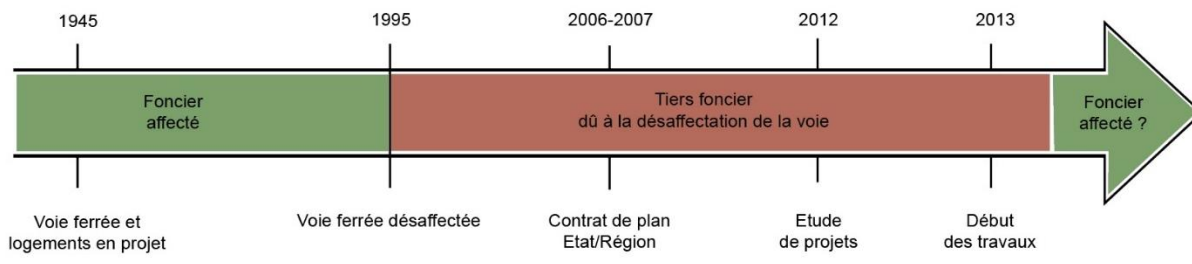 1945
1995
2006-2007
2012
2013
Foncier
affecté
Tiers foncier
dû à la désaffectation de la voie
Foncier
affecté ?
Voie ferrée et
logements en projet
Voie ferrée désaffectée
Contrat de plan
Etat/Région
Etude
de projets
Début
des travaux